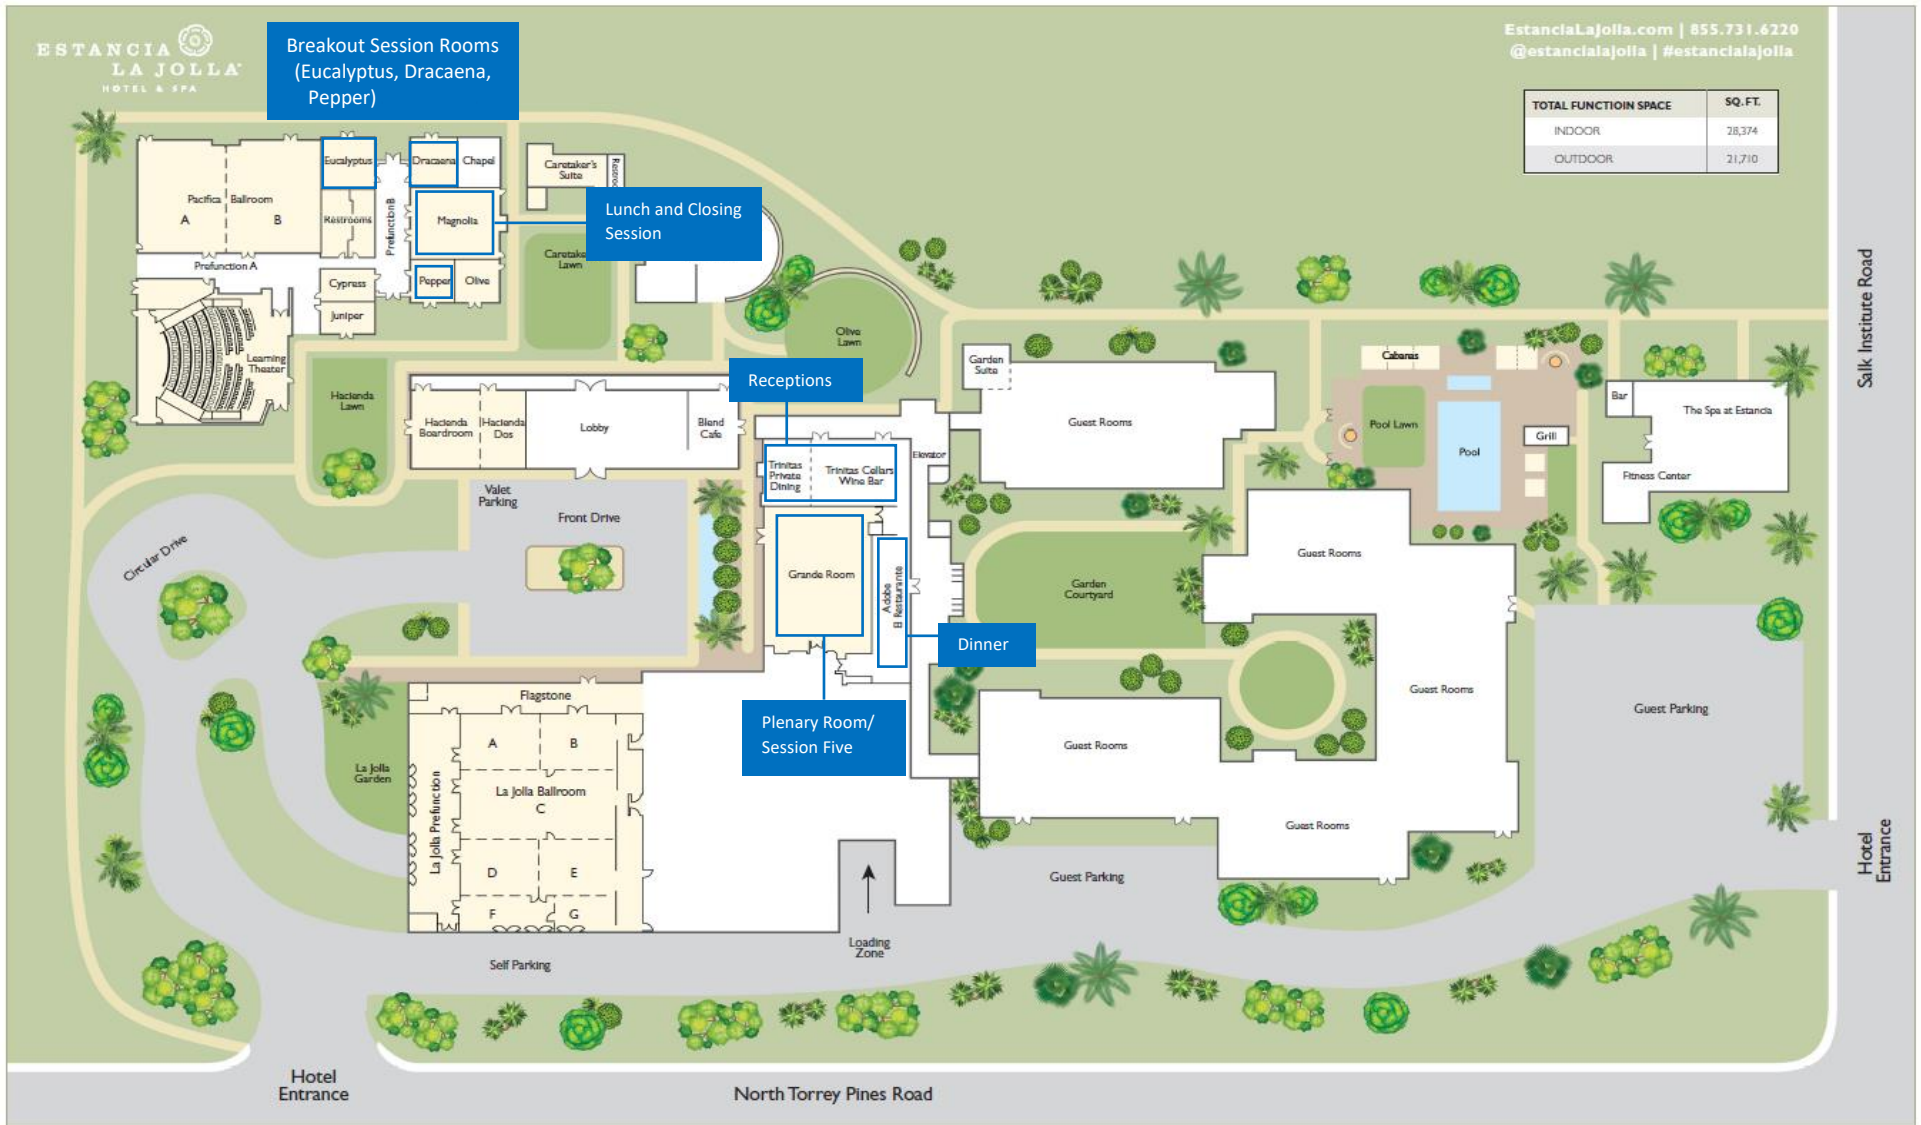 ESTANCIA
LA JOLLA
HOTEL & SPA
Breakout Session Rooms
(Eucalyptus, Dracaena,
Pepper)
EstanciaLaJolla.com | 855.731.6220
@estancialajolla | #estancialajolla
TOTAL FUNCTIOIN SPACE SQ.FT.
INDOOR 28,374
OUTDOOR 21,710
Eucalyptus
Dracaena
Chapel
Caretaker's
Suite
Pacifica Ballroom
A B
Restrooms
Prefunction B
Magnolia
Lunch and Closing
Session
Prefunction A
Cypress
Juniper
Pepper
Olive
Lawn
Learning
Theater
Hacienda
Lawn
Olive
Lawn
Receptions
Hacienda
Boardroom
Hacienda
Dos
Lobby
Blend
Cafe
Garden
Suite
Guest Rooms
Cabanas
Pool Lawn
Pool
Grill
Bar
The Spa at Estancia
Fitness Center
Salk Institute Road
Trinitas
Private
Dining
Trinitas Cellars
Wine Bar
Elevator
Valet
Parking
Front Drive
Circular Drive
Grande Room
Adobe
El Restaurante
Dinner
Garden
Courtyard
Guest Rooms
Guest Rooms
Guest Parking
Flagstone
Plenary Room/
Session Five
Guest Rooms
Guest Rooms
La Jolla
Garden
La Jolla Prefunction
A B
La Jolla Ballroom
C
D E
F G
Guest Parking
Hotel
Entrance
Loading
Zone
Self Parking
Hotel
Entrance
North Torrey Pines Road